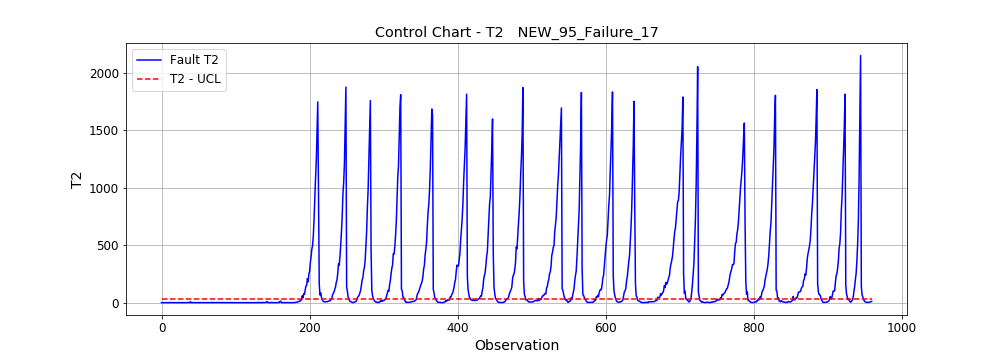 Control Chart - T2   NEW_95_Failure_17
Fault T2
T2 - UCL
T2
2000
1500
1000
500
0
0 200 400 600 800 1000
Observation